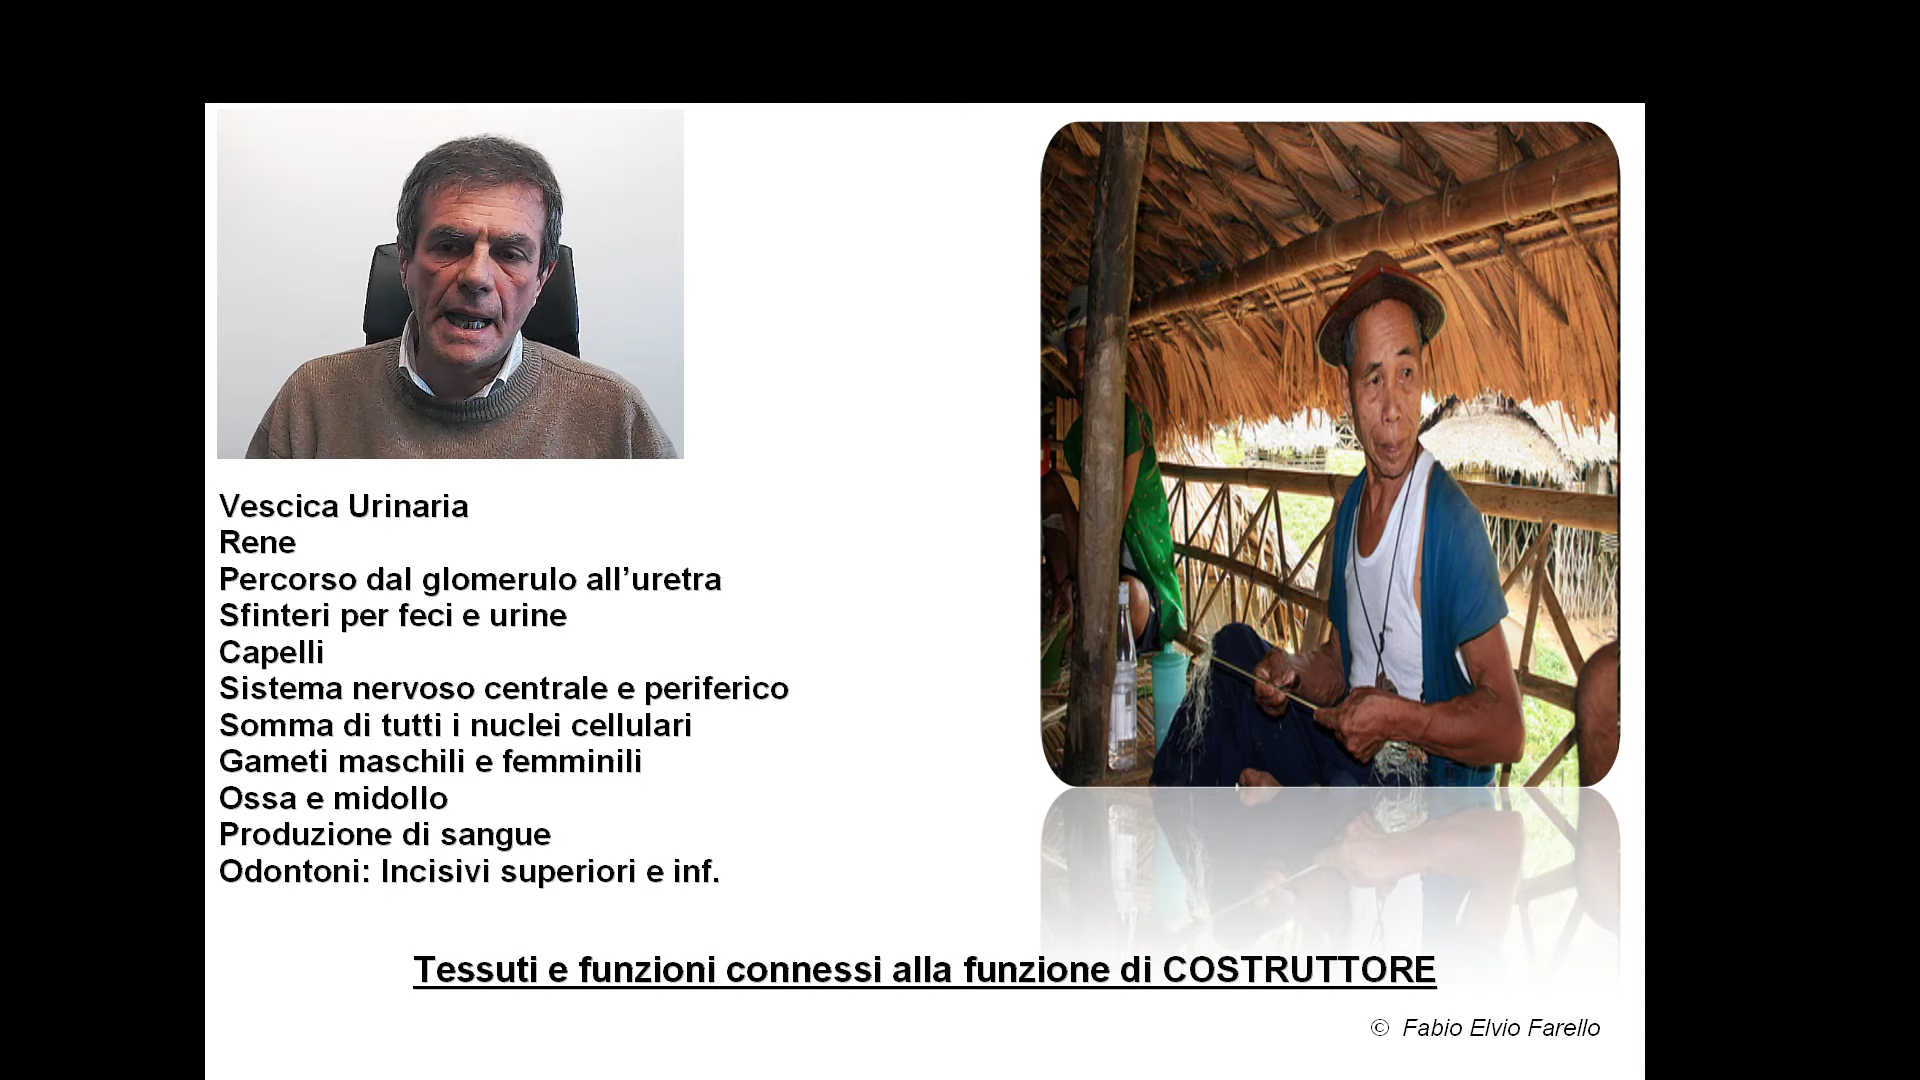 Vescica Urinaria
Rene
Percorso dal glomerulo all’uretra
Sfinteri per feci e urine
Capelli
Sistema nervoso centrale e periferico
Somma di tutti i nuclei cellulari
Gameti maschili e femminili
Ossa e midollo
Produzione di sangue
Odontoni: Incisivi superiori e inf.
Tessuti e funzioni connessi alla funzione di COSTRUTTORE
© Fabio Elvio Farello